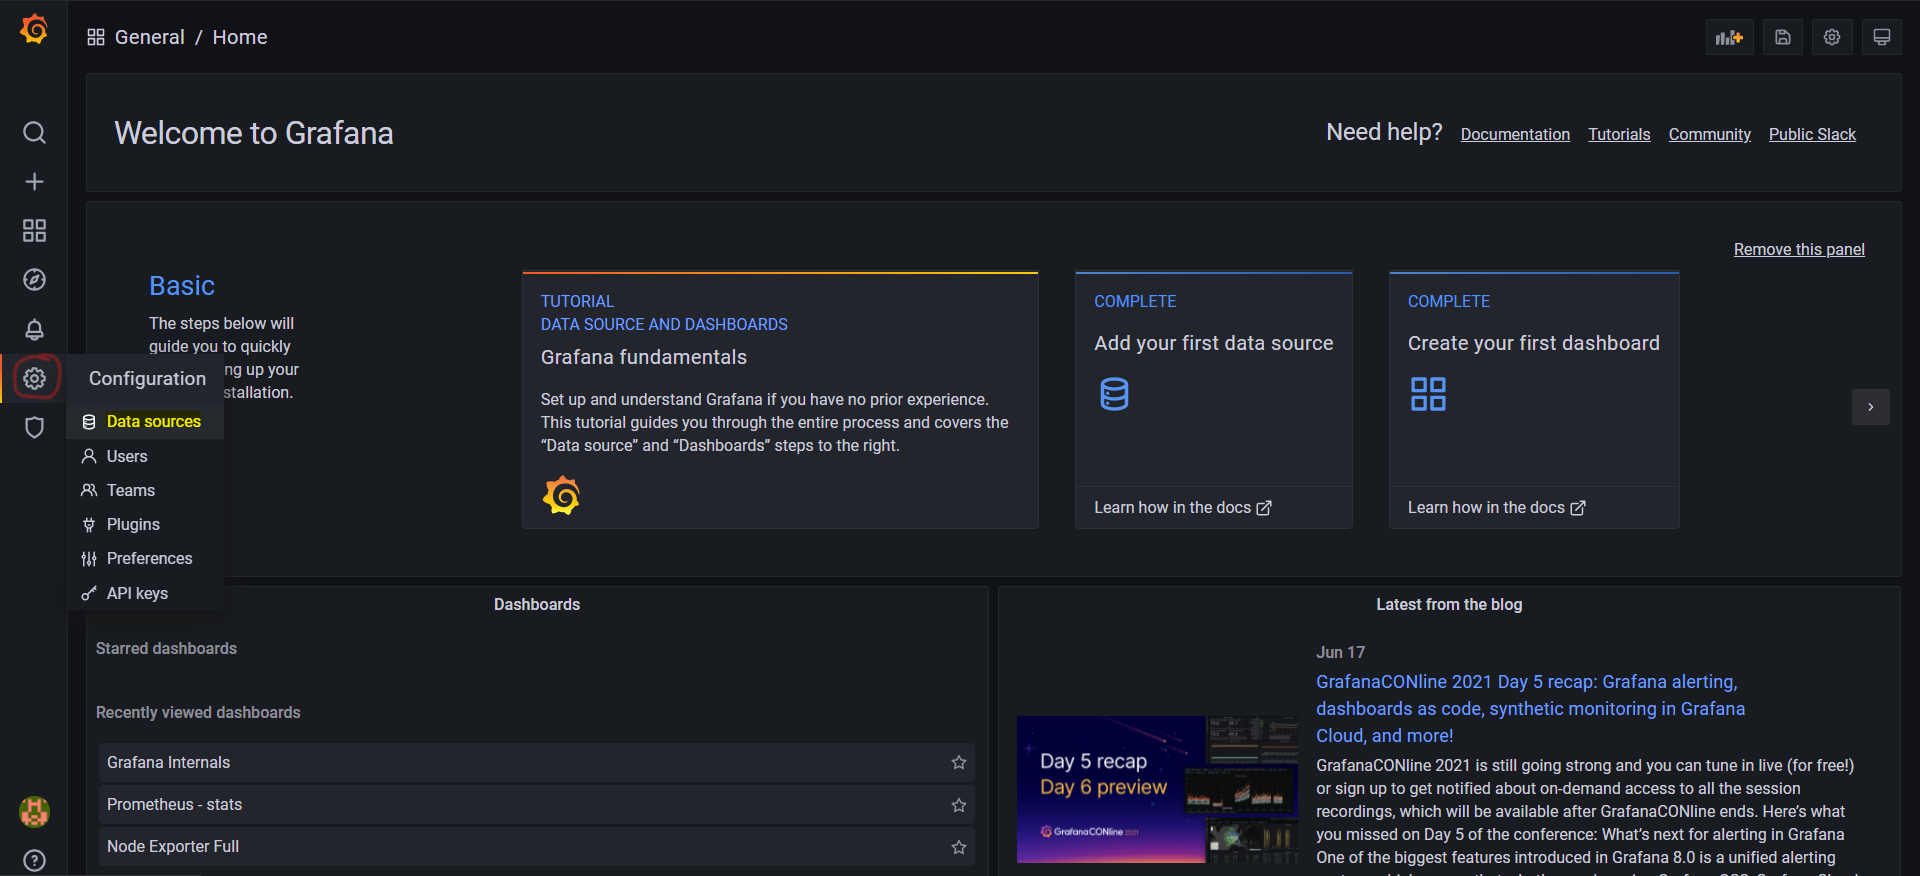 General / Home
Welcome to Grafana
Need help? Documentation Tutorials Community Public Slack
Remove this panel
Basic
The steps below will
guide you to quickly
ng up your
stallation.
TUTORIAL
DATA SOURCE AND DASHBOARDS
Grafana fundamentals
Set up and understand Grafana if you have no prior experience.
This tutorial guides you through the entire process and covers the
“Data source” and “Dashboards” steps to the right.
COMPLETE
Add your first data source
Learn how in the docs
COMPLETE
Create your first dashboard
Learn how in the docs
Configuration
Data sources
Users
Teams
Plugins
Preferences
API keys
Dashboards
Starred dashboards
Recently viewed dashboards
Grafana Internals
Prometheus - stats
Node Exporter Full
Latest from the blog
Day 5 recap
Day 6 preview
GrafanaCONline 2021
Jun 17
GrafanaCONline 2021 Day 5 recap: Grafana alerting,
dashboards as code, synthetic monitoring in Grafana
Cloud, and more!
GrafanaCONline 2021 is still going strong and you can tune in live (for free!)
or sign up to get notified about on-demand access to all the session
recordings, which will be available after GrafanaCONline ends. Here’s what
you missed on Day 5 of the conference: What’s next for alerting in Grafana
One of the biggest features introduced in Grafana 8.0 is a unified alerting